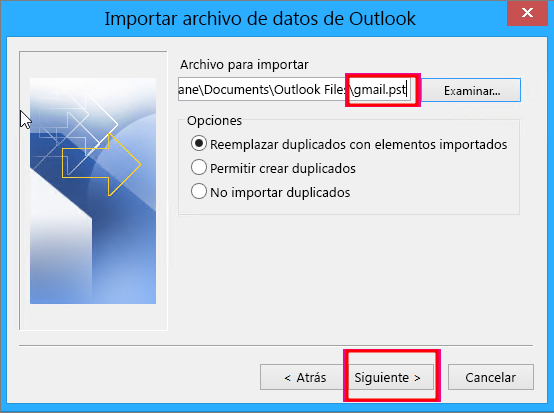 Importar archivo de datos de Outlook
Archivo para importar
ane\Documents\Outlook Files\gmail.pst
Examinar...
Opciones
Reemplazar duplicados con elementos importados
Permitir crear duplicados
No importar duplicados
< Atrás
Siguiente >
Cancelar